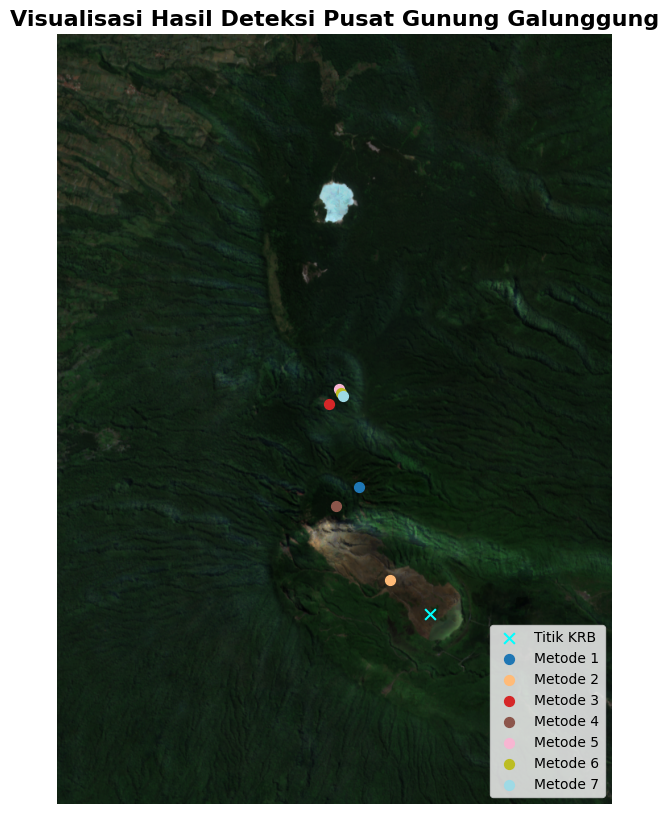 Visualisasi Hasil Deteksi Pusat Gunung Galunggung
Titik KRB
Metode 1
Metode 2
Metode 3
Metode 4
Metode 5
Metode 6
Metode 7